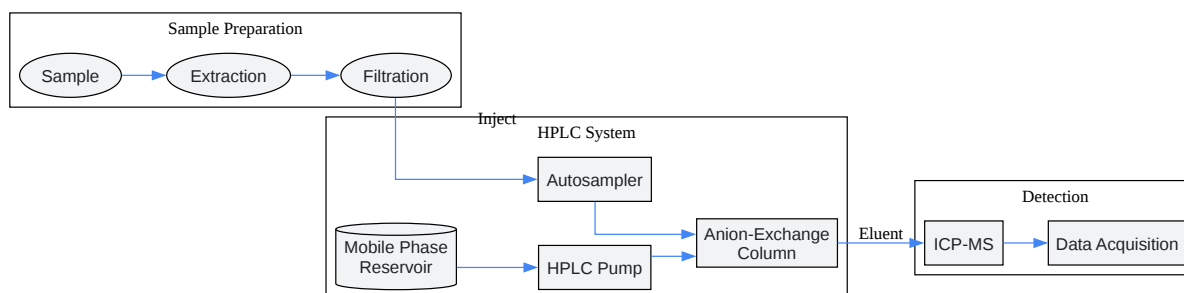 Sample Preparation
Sample
Extraction
Filtration
Inject
HPLC System
Autosampler
Mobile Phase
Reservoir
HPLC Pump
Anion-Exchange
Column
Eluent
Detection
ICP-MS
Data Acquisition